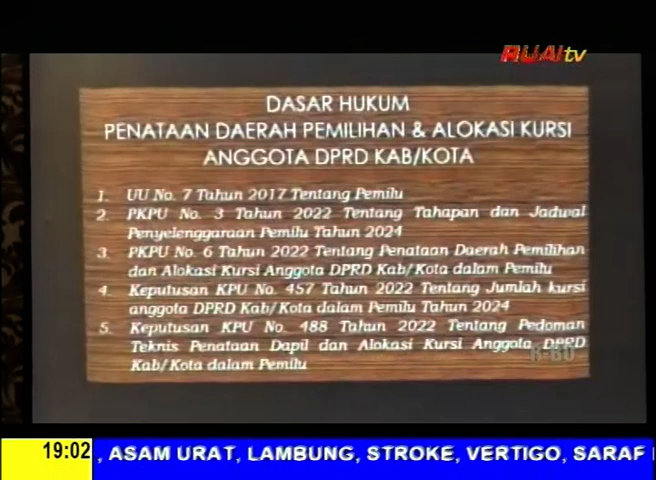 RUAI tv
DASAR HUKUM
PENATAAN DAERAH PEMILIHAN & ALOKASI KURSI
ANGGOTA DPRD KAB/KOTA
1. UU No. 7 Tahun 2017 Tentang Pemilu
2. PKPU No. 3 Tahun 2022 Tentang Tahapan dan Jadwal
Penyelenggaraan Pemilu Tahun 2024
3. PKPU No. 6 Tahun 2022 Tentang Penataan Daerah Pemilihan
dan Alokasi Kursi Anggota DPRD Kab/Kota dalam Pemilu
4. Keputusan KPU No. 457 Tahun 2022 Tentang Jumlah kursi
anggota DPRD Kab/Kota dalam Pemilu Tahun 2024
5. Keputusan KPU No. 488 Tahun 2022 Tentang Pedoman
Teknis Penataan Dapil dan Alokasi Kursi Anggota DPRD
Kab/Kota dalam Pemilu
R-BO
19:02 , ASAM URAT, LAMBUNG, STROKE, VERTIGO, SARAF